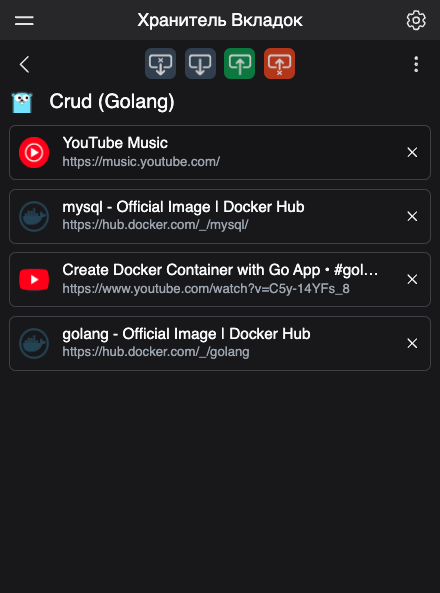 Хранитель Вкладок
Crud (Golang)
YouTube Music
https://music.youtube.com/
mysql - Official Image | Docker Hub
https://hub.docker.com/_/mysql/
Create Docker Container with Go App • #gol...
https://www.youtube.com/watch?v=C5y-14YFs_8
golang - Official Image | Docker Hub
https://hub.docker.com/_/golang